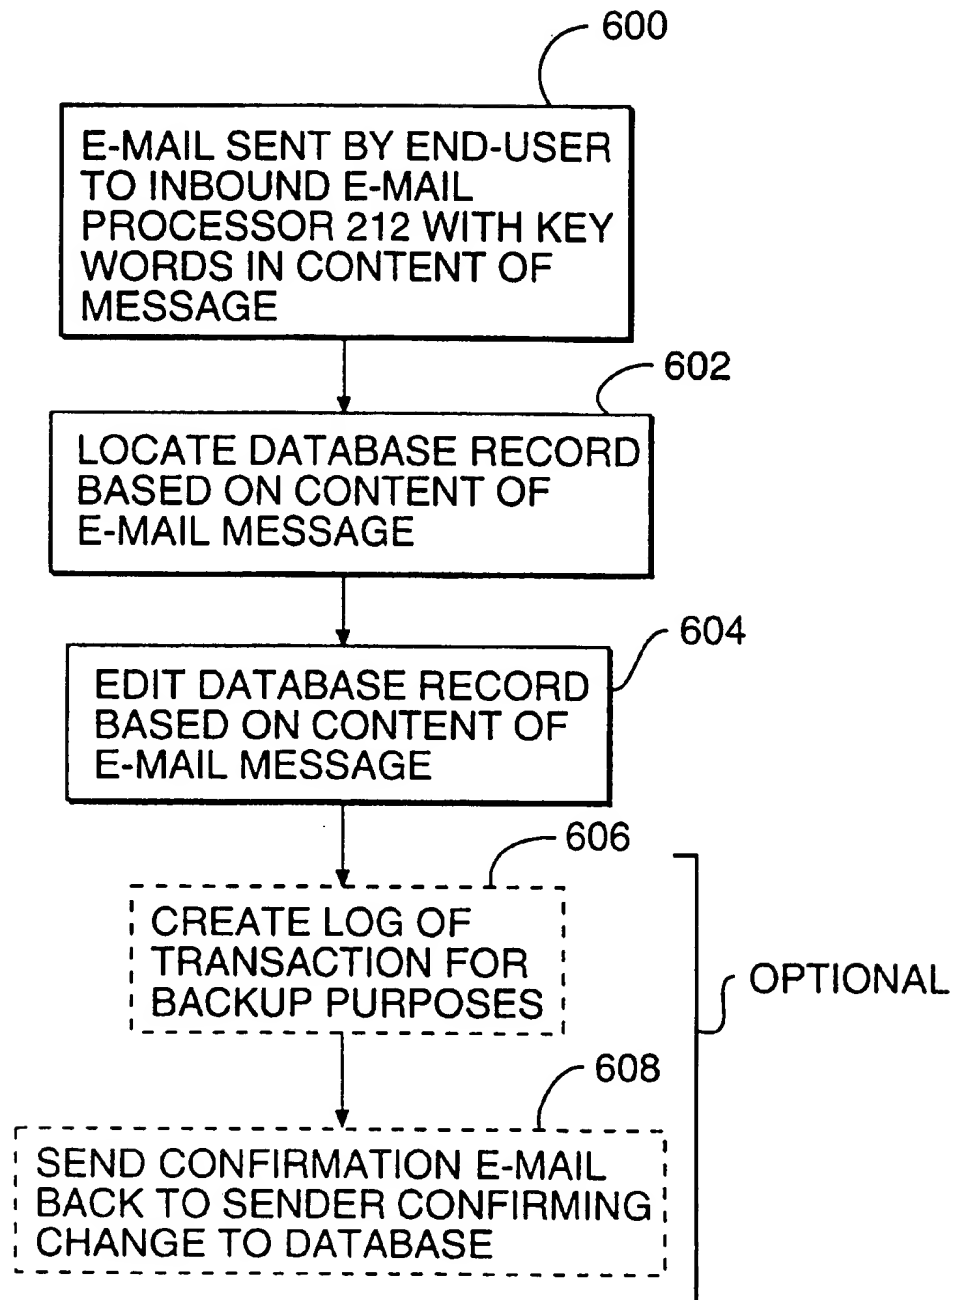 600
E-MAIL SENT BY END-USER
TO INBOUND E-MAIL
PROCESSOR 212 WITH KEY
WORDS IN CONTENT OF
MESSAGE
602
LOCATE DATABASE RECORD
BASED ON CONTENT OF
E-MAIL MESSAGE
604
EDIT DATABASE RECORD
BASED ON CONTENT OF
E-MAIL MESSAGE
606
CREATE LOG OF
TRANSACTION FOR
BACKUP PURPOSES
OPTIONAL
608
SEND CONFIRMATION E-MAIL
BACK TO SENDER CONFIRMING
CHANGE TO DATABASE